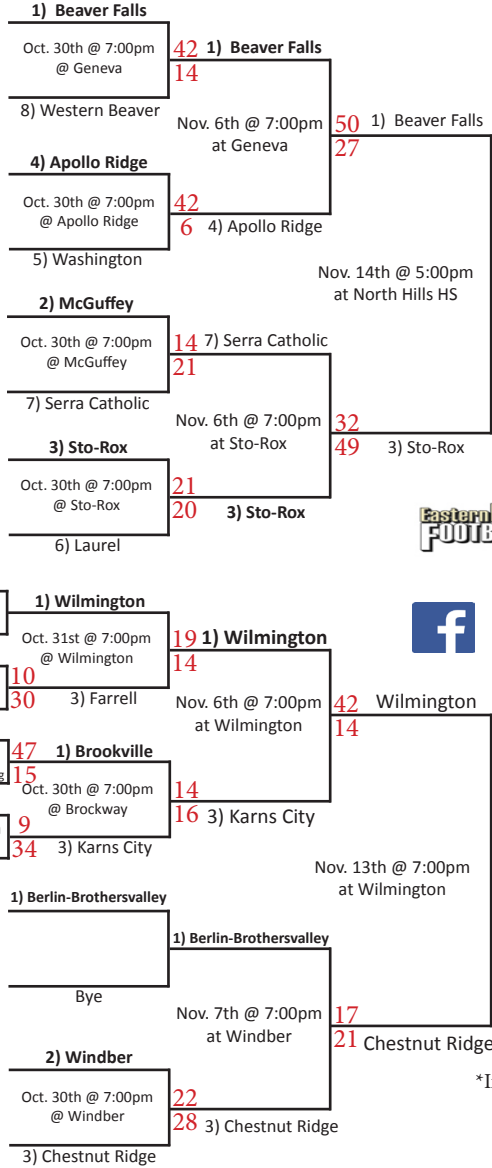 1) Beaver Falls
Oct. 30th @ 7:00pm
@ Geneva
8) Western Beaver
42
14
1) Beaver Falls
Nov. 6th @ 7:00pm
at Geneva
4) Apollo Ridge
Oct. 30th @ 7:00pm
@ Apollo Ridge
5) Washington
42
6
4) Apollo Ridge
50
27
1) Beaver Falls
Nov. 14th @ 5:00pm
at North Hills HS
2) McGuffey
Oct. 30th @ 7:00pm
@ McGuffey
7) Serra Catholic
14
21
7) Serra Catholic
Nov. 6th @ 7:00pm
at Sto-Rox
3) Sto-Rox
Oct. 30th @ 7:00pm
@ Sto-Rox
6) Laurel
21
20
3) Sto-Rox
32
49
3) Sto-Rox
Eastern
FOOTB
f
1) Wilmington
Oct. 31st @ 7:00pm
@ Wilmington
10
30
3) Farrell
19
14
1) Wilmington
Nov. 6th @ 7:00pm
at Wilmington
47
15
1) Brookville
Oct. 30th @ 7:00pm
@ Brockway
9
34
3) Karns City
14
16
3) Karns City
42
14
Wilmington
Nov. 13th @ 7:00pm
at Wilmington
1) Berlin-Brothersvalley
Bye
1) Berlin-Brothersvalley
Nov. 7th @ 7:00pm
at Windber
2) Windber
Oct. 30th @ 7:00pm
@ Windber
3) Chestnut Ridge
22
28
3) Chestnut Ridge
17
21
Chestnut Ridge